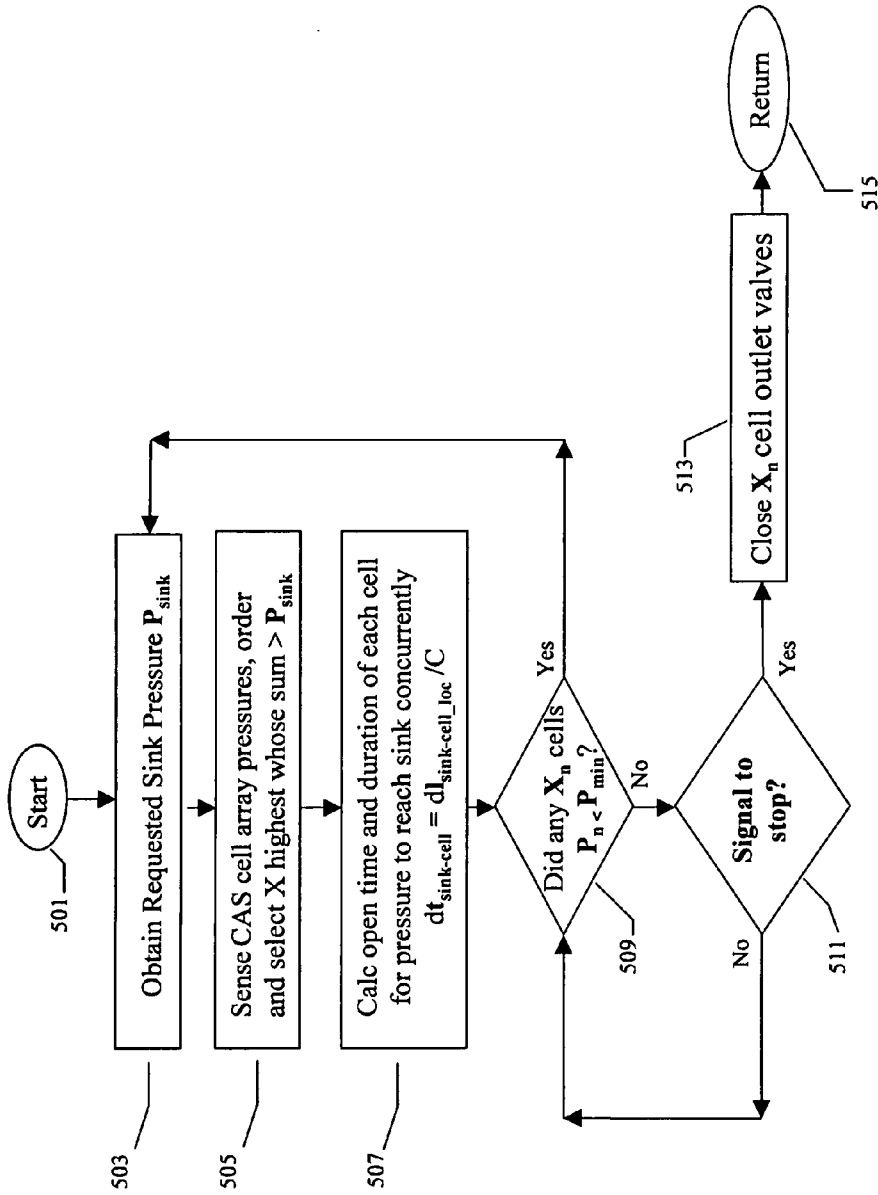 Start
501
503
Obtain Requested Sink Pressure P_sink
505
Sense CAS cell array pressures, order
and select X highest whose sum > P_sink
507
Calc open time and duration of each cell
for pressure to reach sink concurrently
dt_sink-cell = dl_sink-cell_loc /C
Did any X_n cells
P_n < P_min?
Yes
No
509
Signal to
stop?
No
Yes
511
513
Close X_n cell outlet valves
Return
515